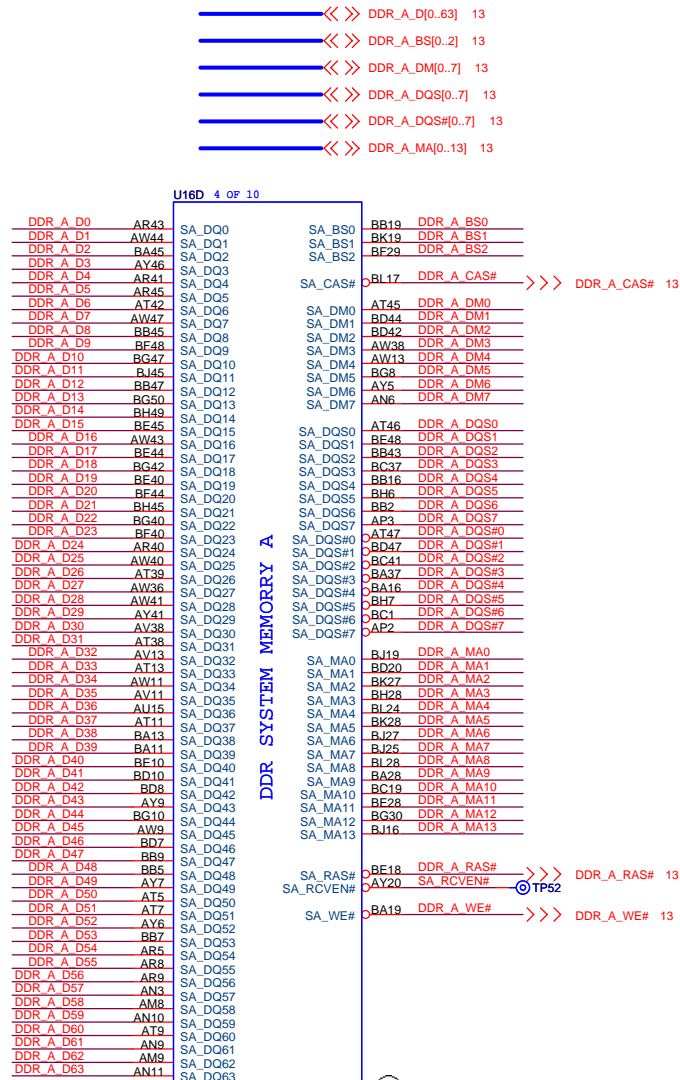 DDR_A_D[0..63] 13
DDR_A_BS[0..2] 13
DDR_A_DM[0..7] 13
DDR_A_DQS[0..7] 13
DDR_A_DQS#[0..7] 13
DDR_A_MA[0..13] 13
U16D 4 OF 10
DDR_A_D0 AR43 SA_DQ0 SA_BS0 BB19 DDR_A_BS0
DDR_A_D1 AW44 SA_DQ1 SA_BS1 BK19 DDR_A_BS1
DDR_A_D2 BA45 SA_DQ2 SA_BS2 BF29 DDR_A_BS2
DDR_A_D3 AY46 SA_DQ3
DDR_A_D4 AR41 SA_DQ4 SA_CAS# BL17 DDR_A_CAS# DDR_A_CAS# 13
DDR_A_D5 AR45 SA_DQ5
DDR_A_D6 AT42 SA_DQ6 SA_DM0 AT45 DDR_A_DM0
DDR_A_D7 AW47 SA_DQ7 SA_DM1 BD44 DDR_A_DM1
DDR_A_D8 BB45 SA_DQ8 SA_DM2 BD42 DDR_A_DM2
DDR_A_D9 BF48 SA_DQ9 SA_DM3 AW38 DDR_A_DM3
DDR_A_D10 BG47 SA_DQ10 SA_DM4 AW13 DDR_A_DM4
DDR_A_D11 BJ45 SA_DQ11 SA_DM5 BG8 DDR_A_DM5
DDR_A_D12 BB47 SA_DQ12 SA_DM6 AY5 DDR_A_DM6
DDR_A_D13 BG50 SA_DQ13 SA_DM7 AN6 DDR_A_DM7
DDR_A_D14 BH49 SA_DQ14
DDR_A_D15 BE45 SA_DQ15 SA_DQS0 AT46 DDR_A_DQS0
DDR_A_D16 AW43 SA_DQ16 SA_DQS1 BE48 DDR_A_DQS1
DDR_A_D17 BE44 SA_DQ17 SA_DQS2 BB43 DDR_A_DQS2
DDR_A_D18 BG42 SA_DQ18 SA_DQS3 BC37 DDR_A_DQS3
DDR_A_D19 BE40 SA_DQ19 SA_DQS4 BB16 DDR_A_DQS4
DDR_A_D20 BF44 SA_DQ20 SA_DQS5 BH6 DDR_A_DQS5
DDR_A_D21 BH45 SA_DQ21 SA_DQS6 BB2 DDR_A_DQS6
DDR_A_D22 BG40 SA_DQ22 SA_DQS7 AP3 DDR_A_DQS7
DDR_A_D23 BF40 SA_DQ23 SA_DQS#0 AT47 DDR_A_DQS#0
DDR_A_D24 AR40 SA_DQ24 SA_DQS#1 BD47 DDR_A_DQS#1
DDR_A_D25 AW40 SA_DQ25 SA_DQS#2 BC41 DDR_A_DQS#2
DDR_A_D26 AT39 SA_DQ26 SA_DQS#3 BA37 DDR_A_DQS#3
DDR_A_D27 AW36 SA_DQ27 SA_DQS#4 BA16 DDR_A_DQS#4
DDR_A_D28 AW41 SA_DQ28 SA_DQS#5 BH7 DDR_A_DQS#5
DDR_A_D29 AY41 SA_DQ29 SA_DQS#6 BC1 DDR_A_DQS#6
DDR_A_D30 AV38 SA_DQ30 SA_DQS#7 AP2 DDR_A_DQS#7
DDR_A_D31 AT38 SA_DQ31
DDR_A_D32 AV13 SA_DQ32 SA_MA0 BJ19 DDR_A_MA0
DDR_A_D33 AT13 SA_DQ33 SA_MA1 BD20 DDR_A_MA1
DDR_A_D34 AW11 SA_DQ34 SA_MA2 BK27 DDR_A_MA2
DDR_A_D35 AV11 SA_DQ35 SA_MA3 BH28 DDR_A_MA3
DDR_A_D36 AU15 SA_DQ36 SA_MA4 BL24 DDR_A_MA4
DDR_A_D37 AT11 SA_DQ37 SA_MA5 BK28 DDR_A_MA5
DDR_A_D38 BA13 SA_DQ38 SA_MA6 BJ27 DDR_A_MA6
DDR_A_D39 BA11 SA_DQ39 SA_MA7 BJ25 DDR_A_MA7
DDR_A_D40 BE10 SA_DQ40 SA_MA8 BL28 DDR_A_MA8
DDR_A_D41 BD10 SA_DQ41 SA_MA9 BA28 DDR_A_MA9
DDR_A_D42 BD8 SA_DQ42 SA_MA10 BC19 DDR_A_MA10
DDR_A_D43 AY9 SA_DQ43 SA_MA11 BE28 DDR_A_MA11
DDR_A_D44 BG10 SA_DQ44 SA_MA12 BG30 DDR_A_MA12
DDR_A_D45 AW9 SA_DQ45 SA_MA13 BJ16 DDR_A_MA13
DDR_A_D46 BD7 SA_DQ46
DDR_A_D47 BB9 SA_DQ47
DDR_A_D48 BB5 SA_DQ48 SA_RAS# BE18 DDR_A_RAS# DDR_A_RAS# 13
DDR_A_D49 AY7 SA_DQ49 SA_RCVEN# AY20 SA_RCVEN# TP52
DDR_A_D50 AT5 SA_DQ50
DDR_A_D51 AT7 SA_DQ51 SA_WE# BA19 DDR_A_WE# DDR_A_WE# 13
DDR_A_D52 AY6 SA_DQ52
DDR_A_D53 BB7 SA_DQ53
DDR_A_D54 AR5 SA_DQ54
DDR_A_D55 AR8 SA_DQ55
DDR_A_D56 AR9 SA_DQ56
DDR_A_D57 AN3 SA_DQ57
DDR_A_D58 AM8 SA_DQ58
DDR_A_D59 AN10 SA_DQ59
DDR_A_D60 AT9 SA_DQ60
DDR_A_D61 AN9 SA_DQ61
DDR_A_D62 AM9 SA_DQ62
DDR_A_D63 AN11 SA_DQ63
DDR SYSTEM MEMORRY A